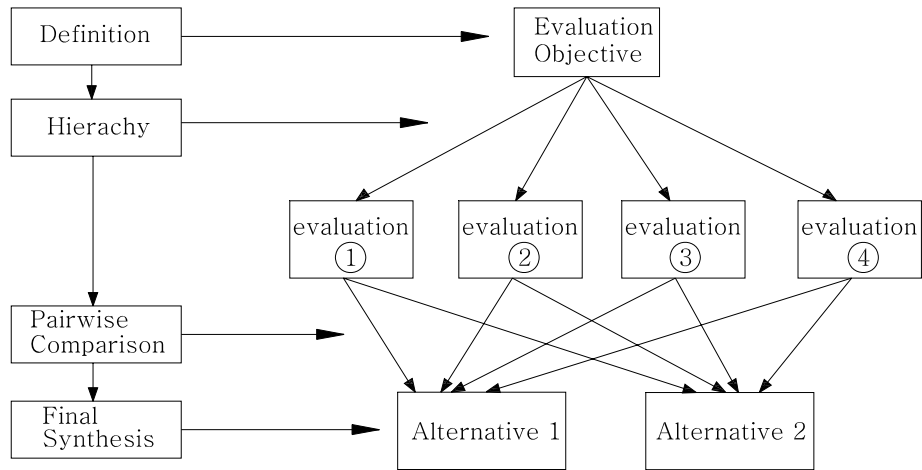 Definition
Evaluation
Objective
Hierachy
evaluation
①
evaluation
②
evaluation
③
evaluation
④
Pairwise
Comparison
Final
Synthesis
Alternative 1
Alternative 2